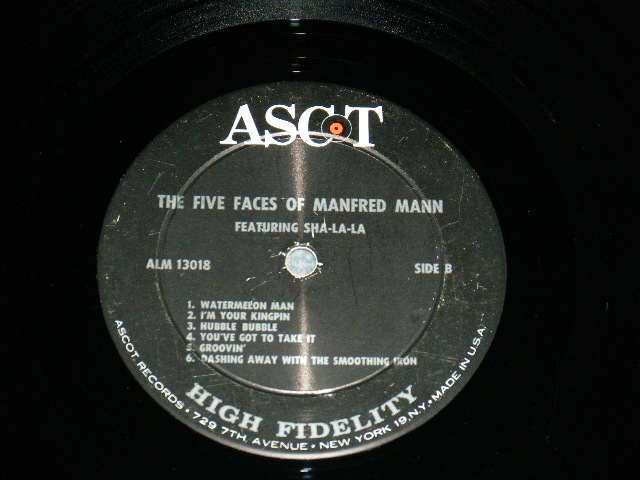 ASCOT
THE FIVE FACES OF MANFRED MANN
FEATURING SHA-LA-LA
ALM 13018
SIDE B
1. WATERMELON MAN
2. I'M YOUR KINGPIN
3. HUBBLE BUBBLE
4. YOU'VE GOT TO TAKE IT
5. GROOVIN'
6. DASHING AWAY WITH THE SMOOTHING IRON
HIGH FIDELITY
ASCOT RECORDS • 729 7TH. AVENUE • NEW YORK 19, N.Y. • MADE IN U.S.A.